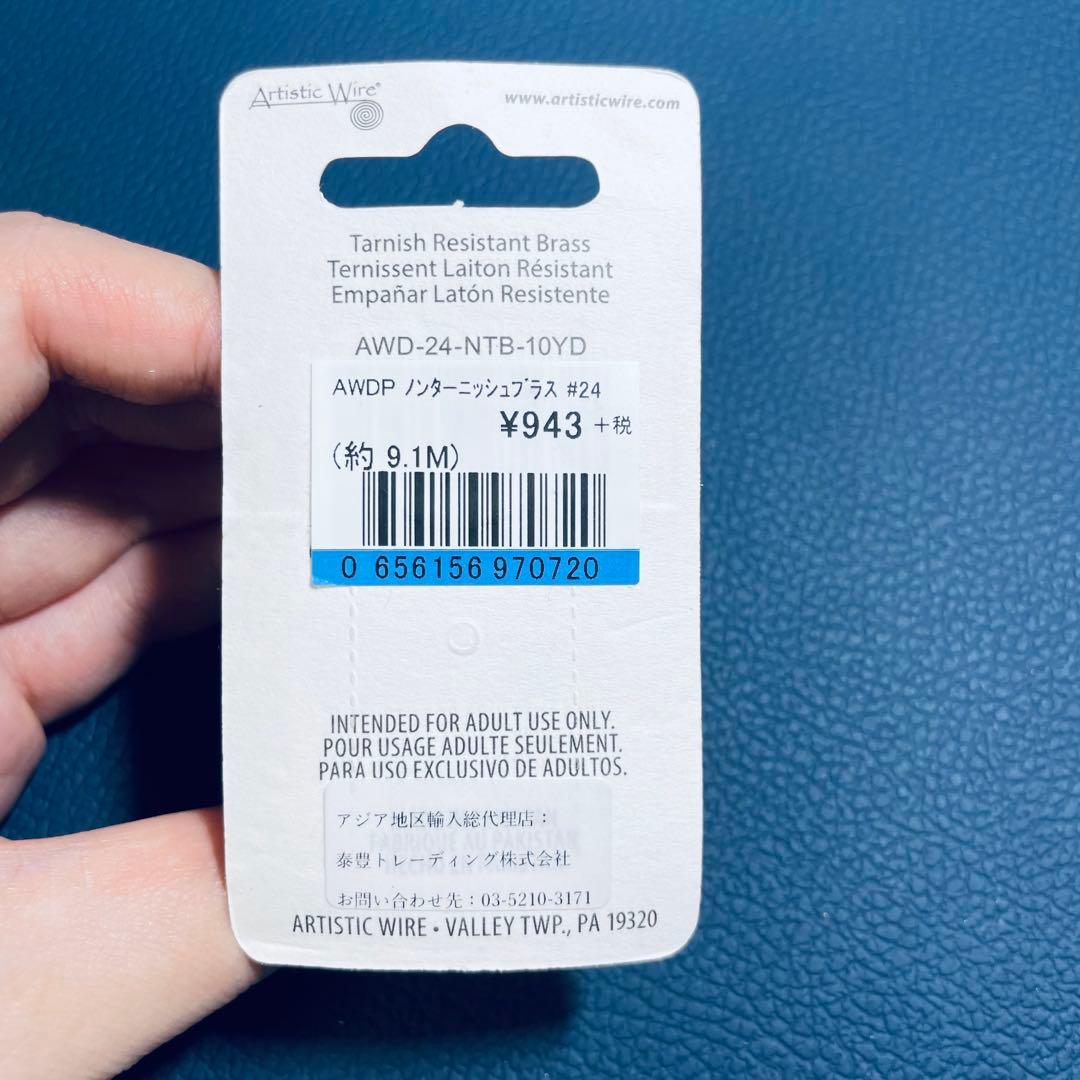 Artistic Wire®
www.artisticwire.com
Tarnish Resistant Brass
Ternissent Laiton Résistant
Empañar Latón Resistente
AWD-24-NTB-10YD
AWDP ﾉﾝﾀｰﾆｯｼｭﾌﾞﾗｽ #24
¥943 +税
(約 9.1M)
0 656156 970720
INTENDED FOR ADULT USE ONLY.
POUR USAGE ADULTE SEULEMENT.
PARA USO EXCLUSIVO DE ADULTOS.
アジア地区輸入総代理店：
泰豊トレーディング株式会社
お問い合わせ先：03-5210-3171
ARTISTIC WIRE • VALLEY TWP., PA 19320